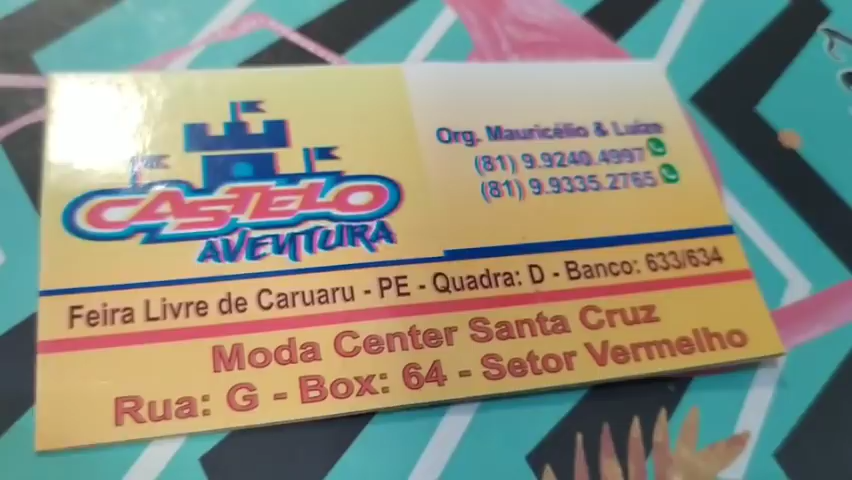 CASTELO
AVENTURA
Org. Mauricélio & Luiza
(81) 9.9240.4997
(81) 9.9335.2765
Feira Livre de Caruaru - PE - Quadra: D - Banco: 633/634
Moda Center Santa Cruz
Rua: G - Box: 64 - Setor Vermelho